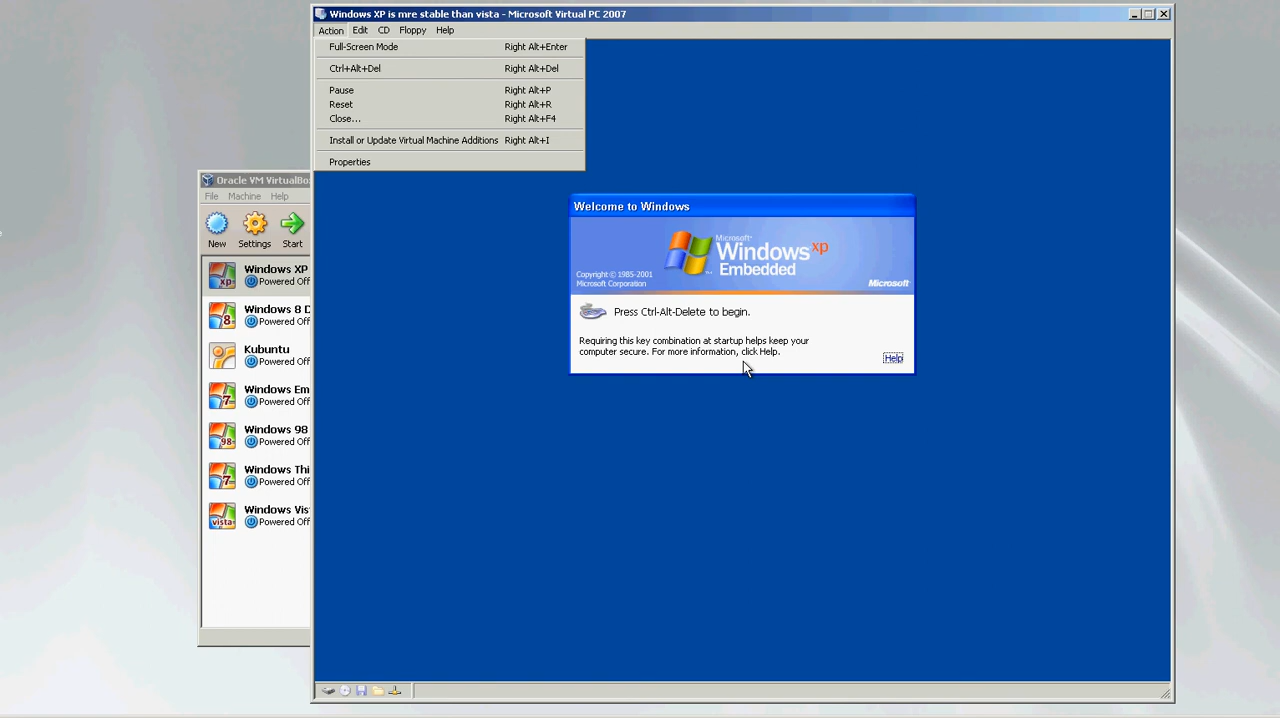 Windows XP is mre stable than vista - Microsoft Virtual PC 2007
Action Edit CD Floppy Help
Full-Screen Mode Right Alt+Enter
Ctrl+Alt+Del Right Alt+Del
Pause Right Alt+P
Reset Right Alt+R
Close... Right Alt+F4
Install or Update Virtual Machine Additions Right Alt+I
Properties
Oracle VM VirtualBo
File Machine Help
New Settings Start
Windows XP
Powered Off
Windows 8 D
Powered Off
Kubuntu
Powered Off
Windows Em
Powered Off
Windows 98
Powered Off
Windows Thi
Powered Off
Windows Vis
Powered Off
xp
8
7
98
7
vista
Welcome to Windows
Microsoft®
Windows xp
Embedded
Copyright © 1985-2001
Microsoft Corporation
Microsoft
Press Ctrl-Alt-Delete to begin.
Requiring this key combination at startup helps keep your
computer secure. For more information, click Help.
Help